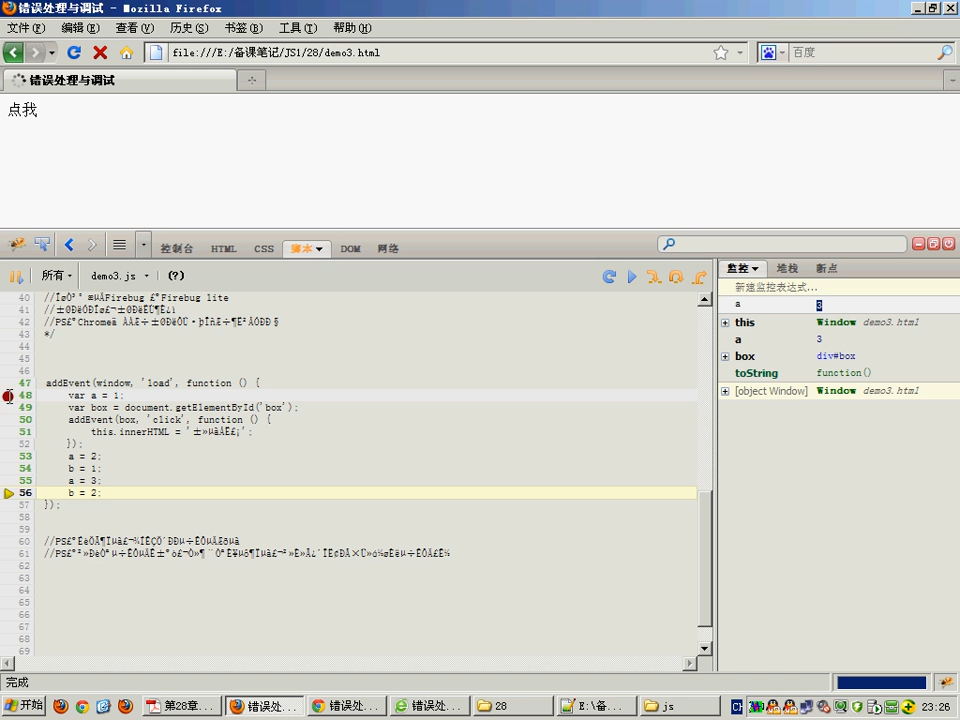 错误处理与调试 - Mozilla Firefox
文件(F) 编辑(E) 查看(V) 历史(S) 书签(B) 工具(T) 帮助(H)
file:///E:/备课笔记/JS1/28/demo3.html 百度
错误处理与调试
点我
控制台 HTML CSS 脚本 DOM 网络
所有 demo3.js (?)
监控 堆栈 断点
新建监控表达式...
a 3
this Window demo3.html
a 3
box div#box
toString function()
[object Window] Window demo3.html
40
41
42
43 */
44
45
46
47 addEvent(window, 'load', function () {
48 var a = 1;
49 var box = document.getElementById('box');
50 addEvent(box, 'click', function () {
51 this.innerHTML =
52 });
53 a = 2;
54 b = 1;
55 a = 3;
56 b = 2;
57 });
58
59
60
61
62
63
64
65
66
67
68
69
完成
开始 第28章... 错误处... 错误处... 错误处... 28 E:\备... js CH 23:26